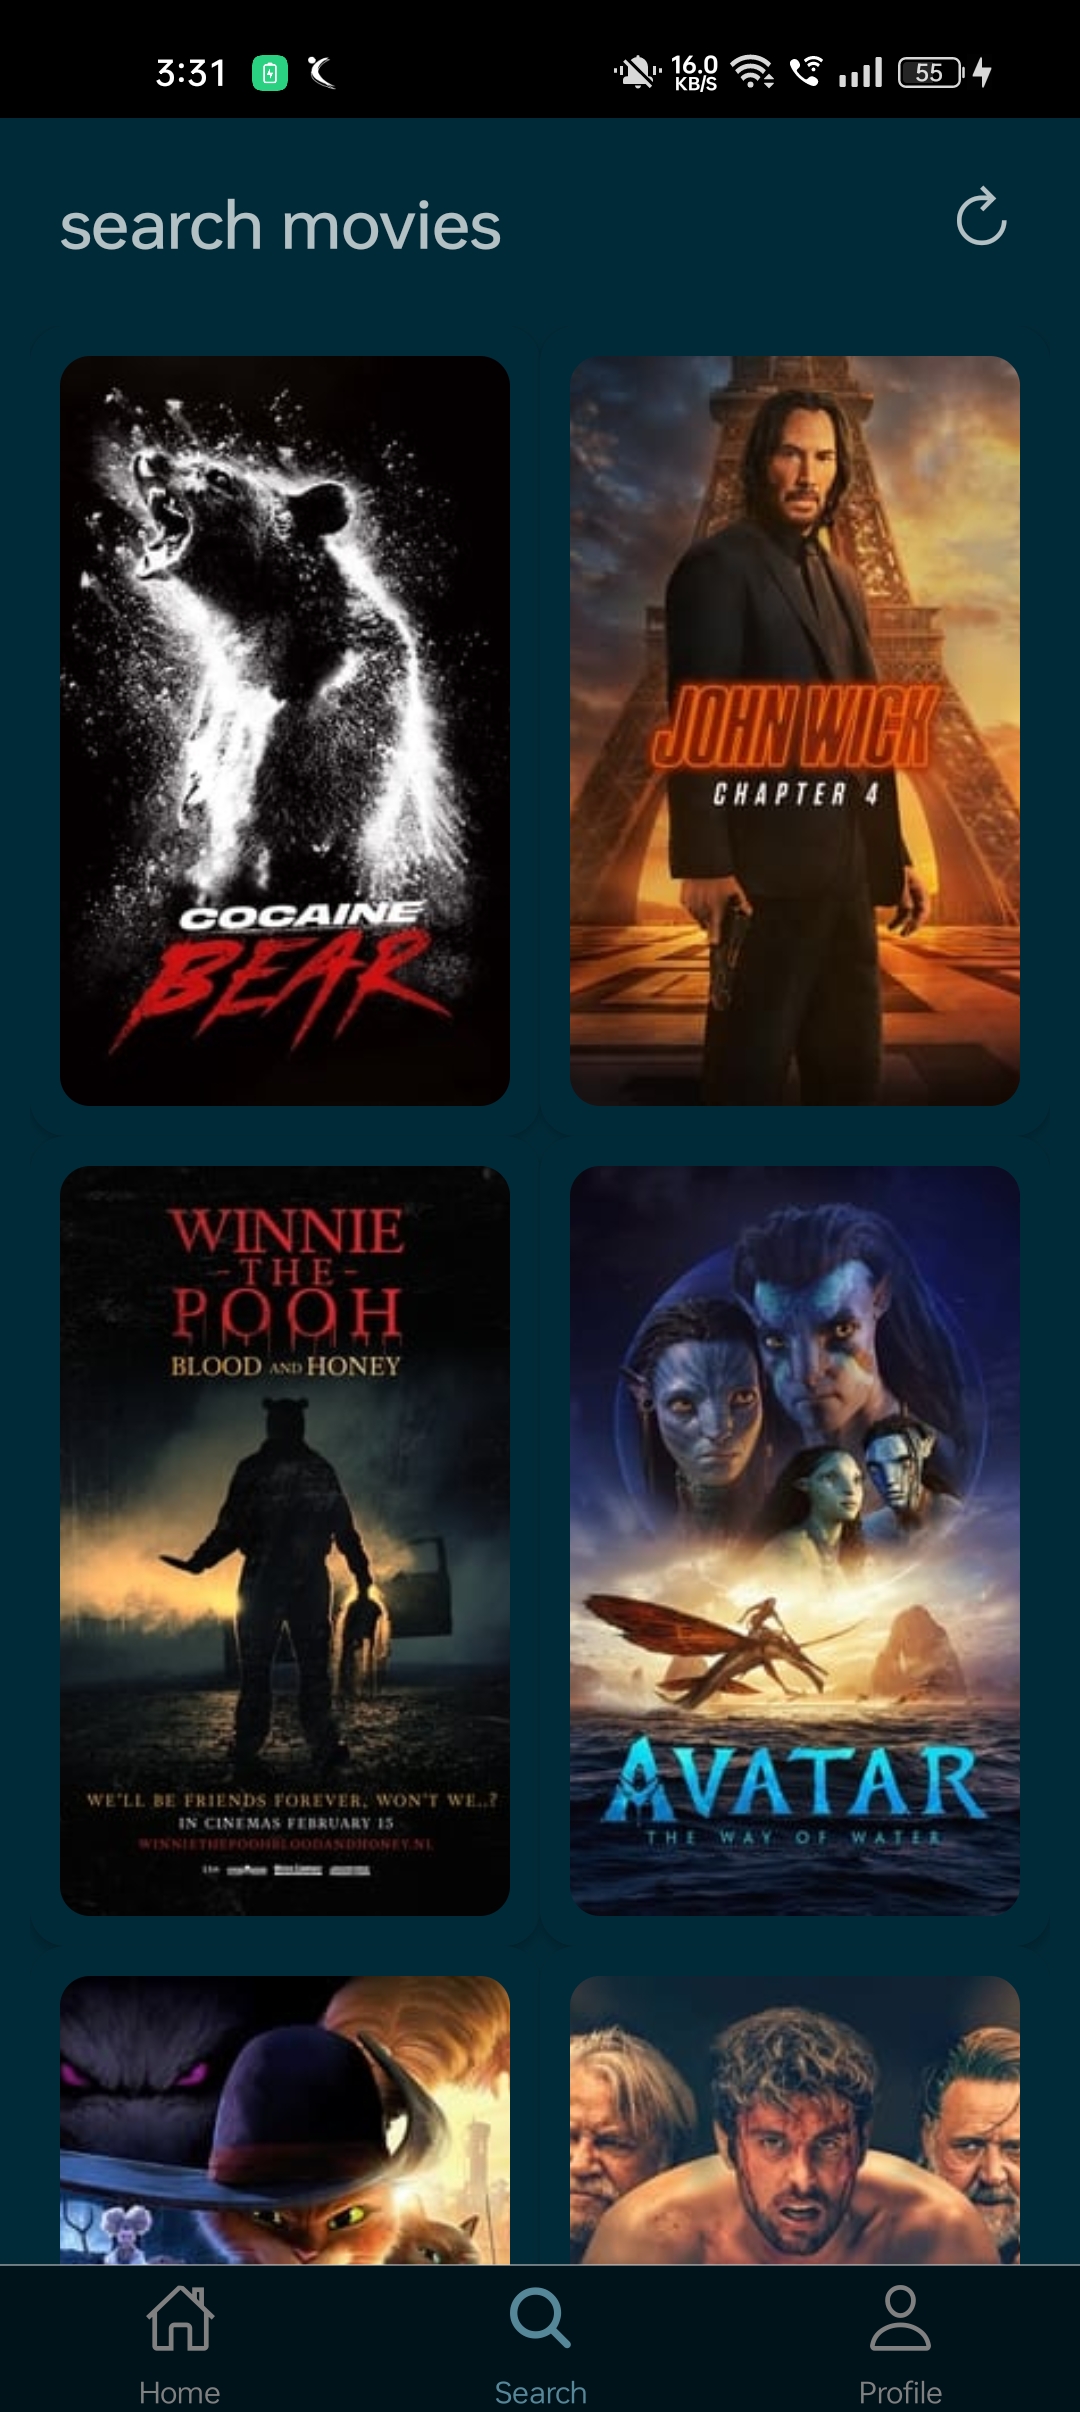 3:31
16.0
KB/S
55
search movies
COCAINE
BEAR
JOHN WICK
CHAPTER 4
WINNIE
-THE-
POOH
BLOOD AND HONEY
WE'LL BE FRIENDS FOREVER, WON'T WE..?
IN CINEMAS FEBRUARY 15
WINNIETHEPOOHBLOODANDHONEY.NL
AVATAR
THE WAY OF WATER
Home
Search
Profile